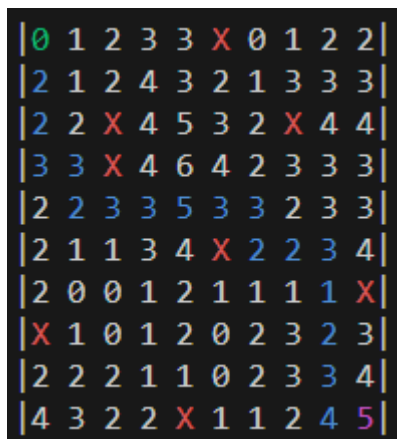 |0 1 2 3 3 X 0 1 2 2|
|2 1 2 4 3 2 1 3 3 3|
|2 2 X 4 5 3 2 X 4 4|
|3 3 X 4 6 4 2 3 3 3|
|2 2 3 3 5 3 3 2 3 3|
|2 1 1 3 4 X 2 2 3 4|
|2 0 0 1 2 1 1 1 1 X|
|X 1 0 1 2 0 2 3 2 3|
|2 2 2 1 1 0 2 3 3 4|
|4 3 2 2 X 1 1 2 4 5|